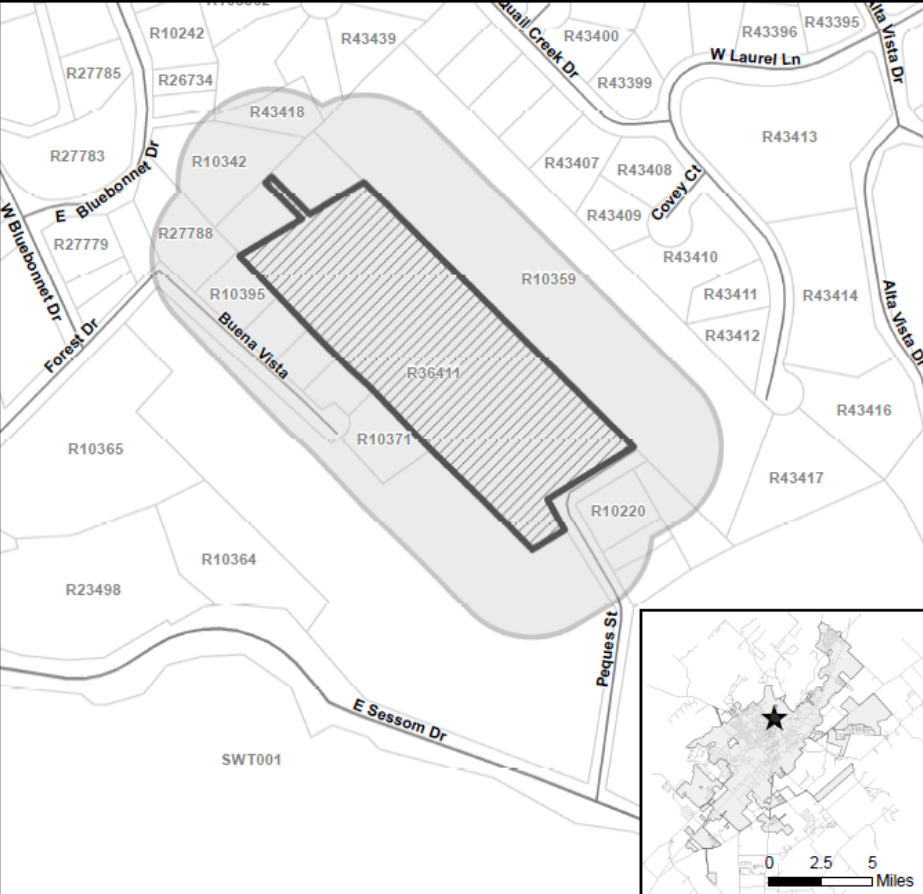 R10242
R43439
R43400
R43396
R43395
Quail Creek Dr
Alta Vista Dr
W Laurel Ln
R27785
R26734
R43399
R43418
R43413
R27783
R10342
R43407
R43408
E Bluebonnet Dr
Covey Ct
R43409
W Bluebonnet Dr
R27779
R27788
R43410
R10359
R10395
R43411
R43414
Alta Vista Dr
Forest Dr
Buena Vista
R43412
R36411
R43416
R10371
R10365
R43417
R10220
R10364
R23498
Peques St
E Sessom Dr
SWT001
0 2.5 5
Miles